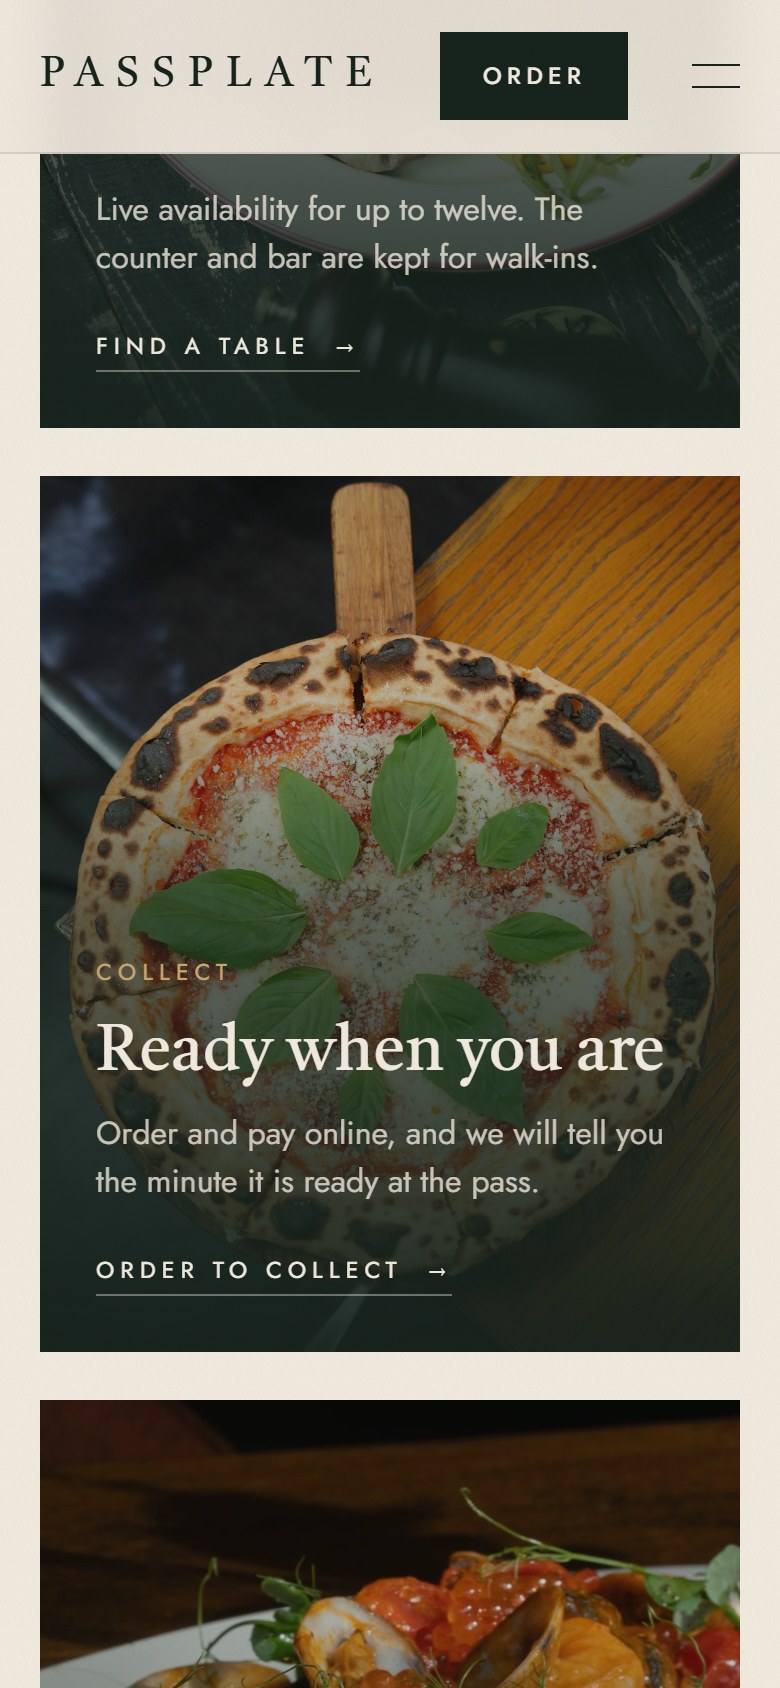 PASSPLATE
ORDER
Live availability for up to twelve. The
counter and bar are kept for walk-ins.
FIND A TABLE →
COLLECT
Ready when you are
Order and pay online, and we will tell you
the minute it is ready at the pass.
ORDER TO COLLECT →